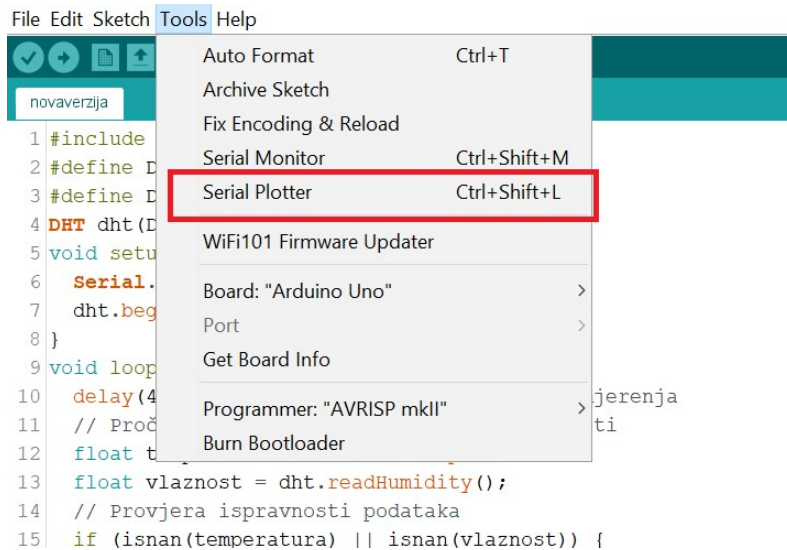 File Edit Sketch Tools Help
Auto Format Ctrl+T
novaverzija Archive Sketch
Fix Encoding & Reload
1 #include
Serial Monitor Ctrl+Shift+M
2 #define D
Serial Plotter Ctrl+Shift+L
3 #define D
4 DHT dht(D
WiFi101 Firmware Updater
5 void setu
6 Serial.
Board: "Arduino Uno" >
7 dht.beg
Port >
8 }
9 void loop
Get Board Info
10 delay(4 jerenja
Programmer: "AVRISP mkII" >
11 // Proč ti
Burn Bootloader
12 float t
13 float vlaznost = dht.readHumidity();
14 // Provjera ispravnosti podataka
15 if (isnan(temperatura) || isnan(vlaznost)) {